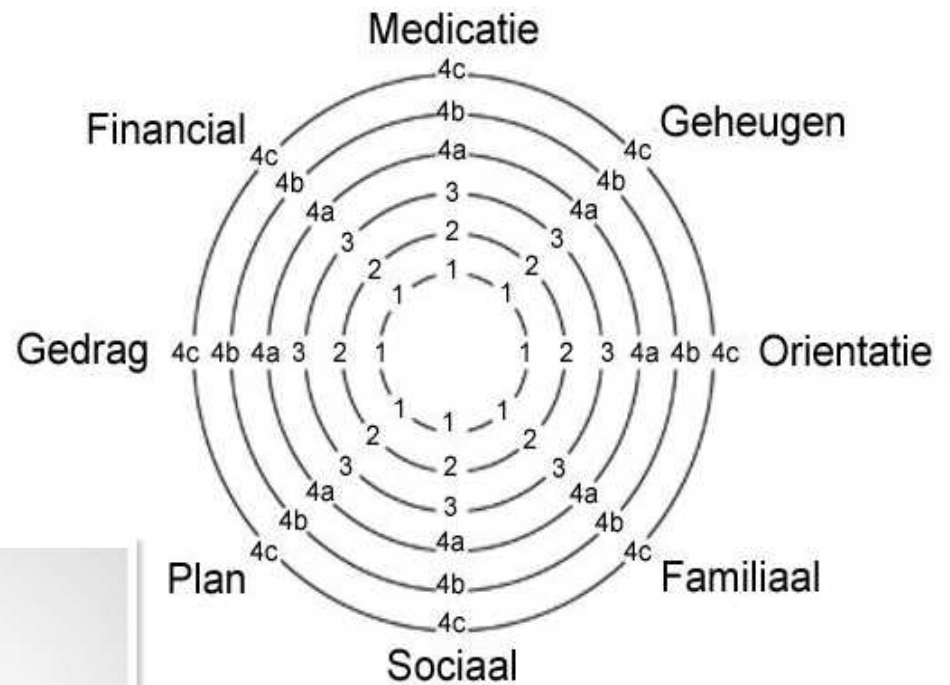 Medicatie
4c
Financial 4b Geheugen
4c 4a 4c
4b 3 4b
4a 2 4a
3 1 3
2 2
1 1
Gedrag 4c 4b 4a 3 2 1 1 2 3 4a 4b 4c Orientatie
1 1 1
2 2 2
3 3 3
4a 4a 4a
4b 4b 4b
4c 4c
Plan Familiaal
4c
Sociaal